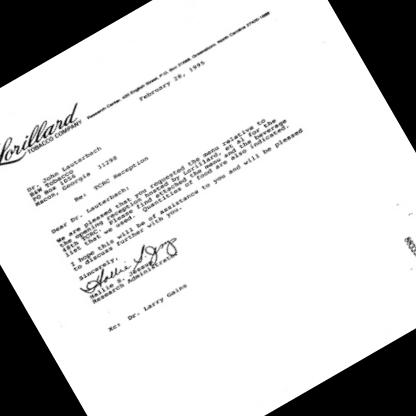 Lorillard
TOBACCO COMPANY
Research Center 420 English Street P.O. Box 21688 Greensboro North Carolina 27420-1688
February 28, 1995
Dr. John Lauterbach
B&W Tobacco
PO Box 1056
Macon, Georgia 31298
Re: TCRC Reception
Dear Dr. Lauterbach:
We are pleased that you requested the menu relative to
the opening reception hosted by Lorillard, et al for the
48th TCRC. Please find attached the menu and the beverage
list that we used. Quantities of food are also indicated.
I hope this will be of assistance to you and will be pleased
to discuss further with you.
Sincerely,
Hallie S.
Research Administrator
Xc: Dr. Larry Gains